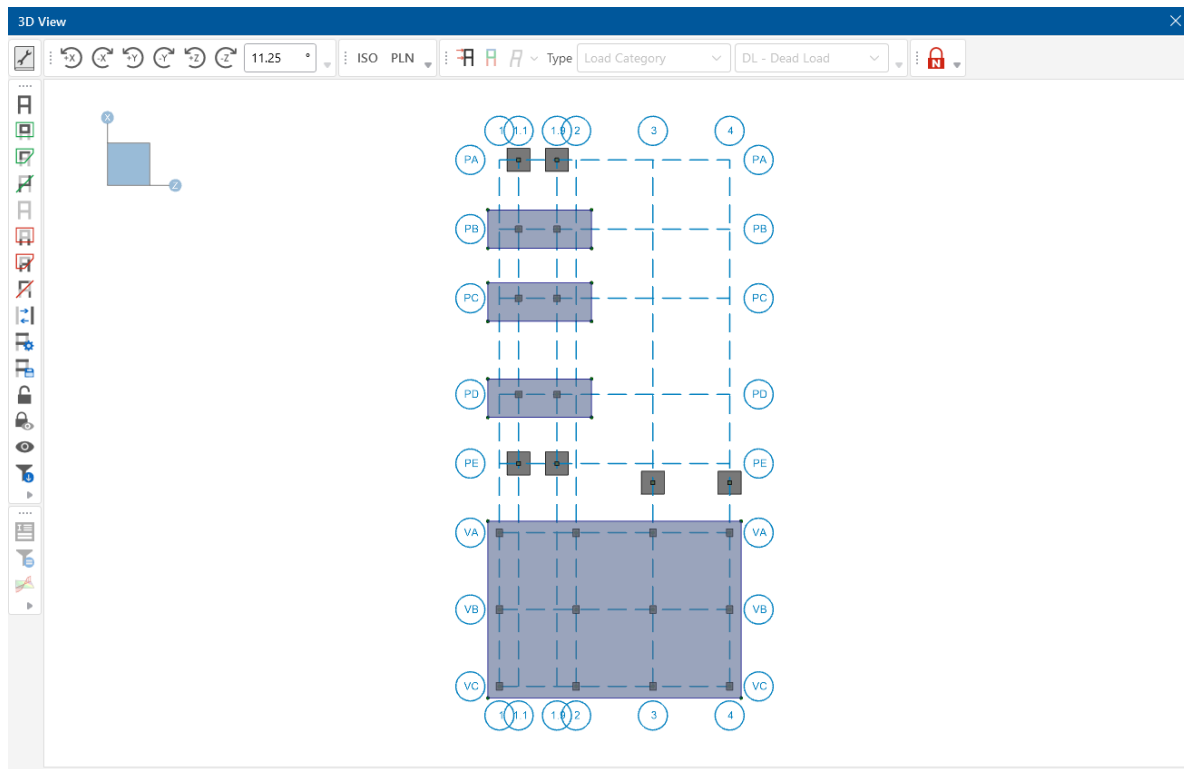 3D View
+X -X +Y -Y +Z -Z 11.25 ° ISO PLN Type Load Category DL - Dead Load N
X
Z
1 1.1 1.9 2 3 4
PA PA
PB PB
PC PC
PD PD
PE PE
VA VA
VB VB
VC VC
1 1.1 1.9 2 3 4